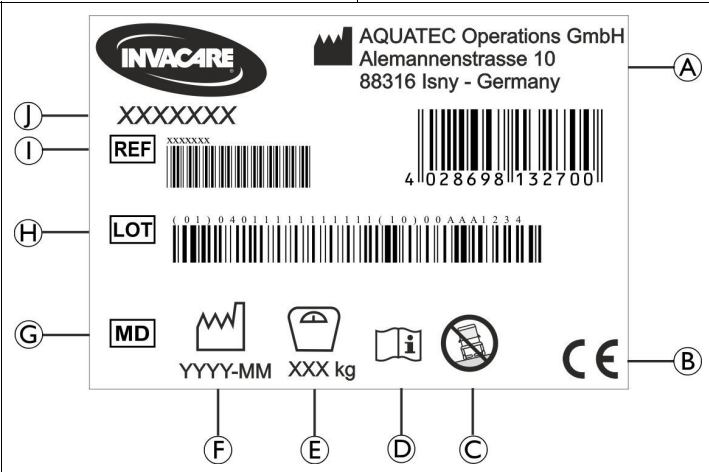 INVACARE
AQUATEC Operations GmbH
Alemannenstrasse 10
88316 Isny - Germany
A
J
XXXXXXX
I
REF
xxxxxxx
4 028698 132700
H
LOT
(01)04011111111111(10)00AAA1234
G
MD
YYYY-MM
XXX kg
i
CE
B
F
E
D
C